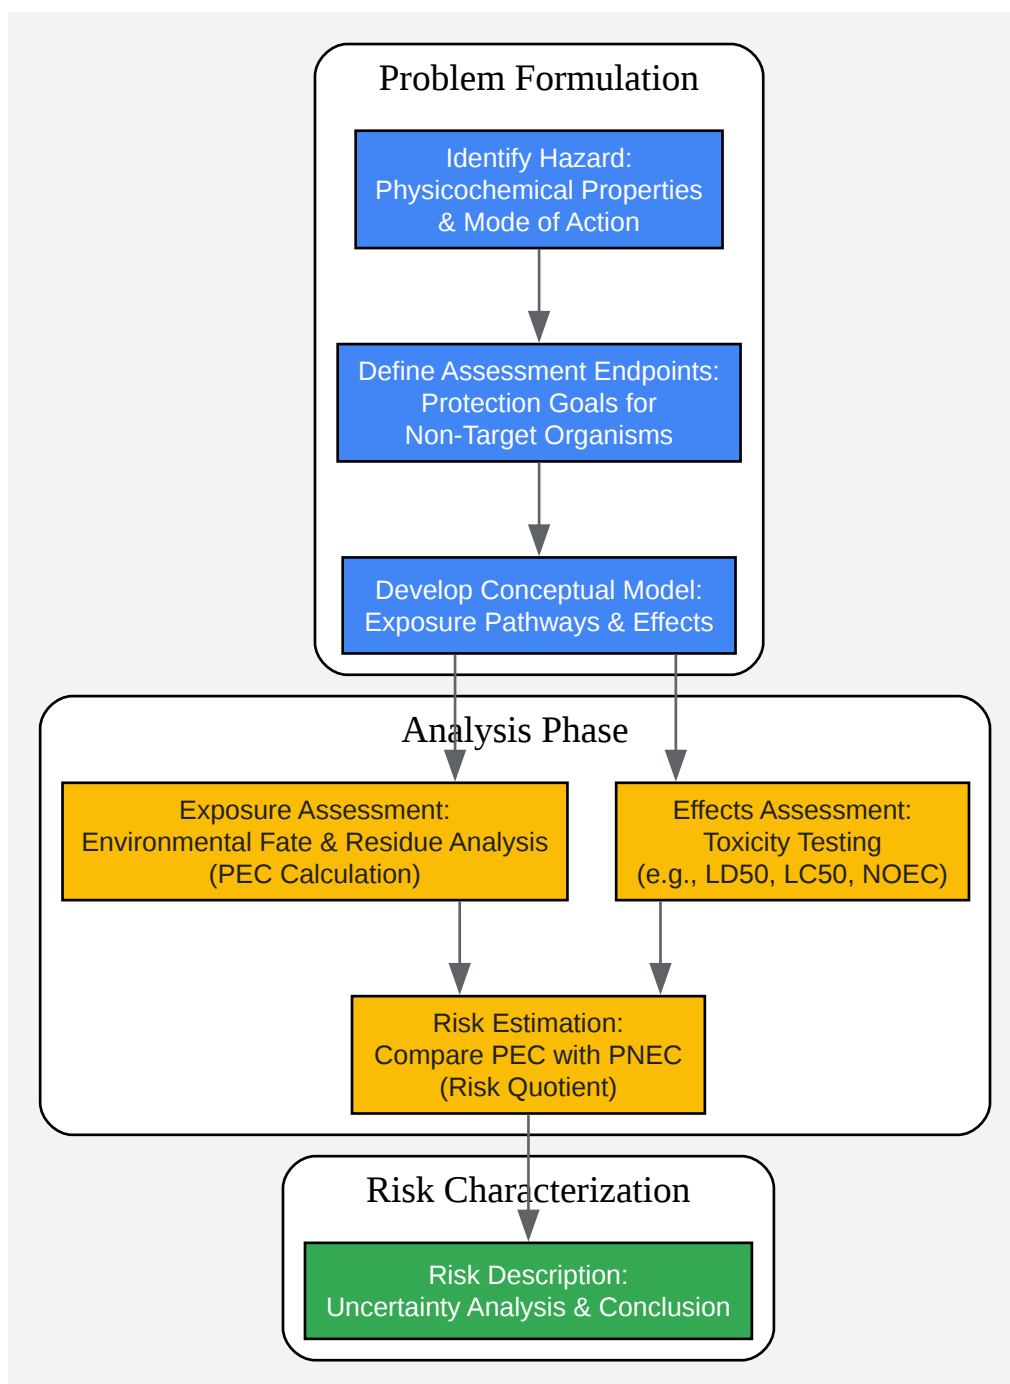 Problem Formulation
Identify Hazard:
Physicochemical Properties
& Mode of Action
Define Assessment Endpoints:
Protection Goals for
Non-Target Organisms
Develop Conceptual Model:
Exposure Pathways & Effects
Analysis Phase
Exposure Assessment:
Environmental Fate & Residue Analysis
(PEC Calculation)
Effects Assessment:
Toxicity Testing
(e.g., LD50, LC50, NOEC)
Risk Estimation:
Compare PEC with PNEC
(Risk Quotient)
Risk Characterization
Risk Description:
Uncertainty Analysis & Conclusion